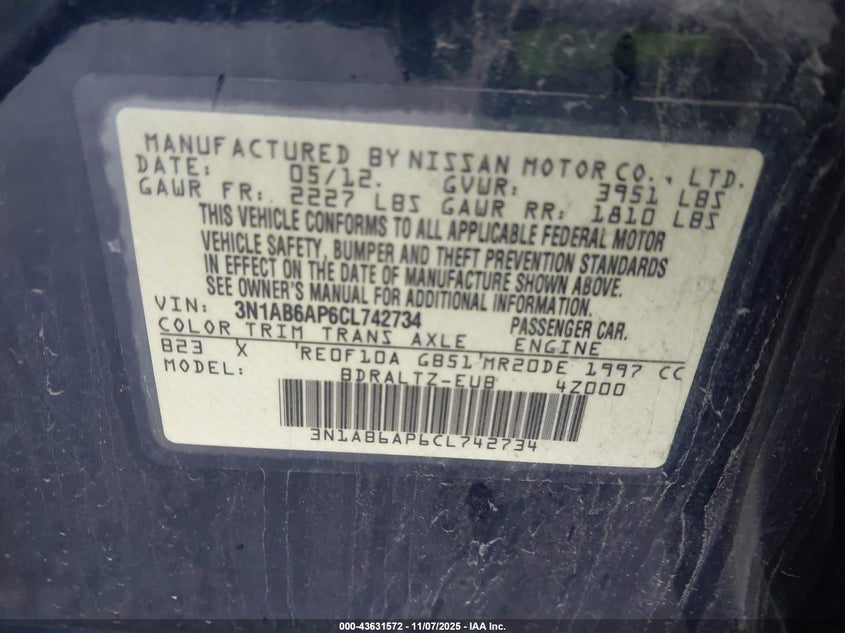 MANUFACTURED BY NISSAN MOTOR CO., LTD.
DATE: 05/12. GVWR: 3951 LBS
GAWR FR: 2227 LBS GAWR RR: 1810 LBS
THIS VEHICLE CONFORMS TO ALL APPLICABLE FEDERAL MOTOR
VEHICLE SAFETY, BUMPER AND THEFT PREVENTION STANDARDS
IN EFFECT ON THE DATE OF MANUFACTURE SHOWN ABOVE.
SEE OWNER'S MANUAL FOR ADDITIONAL INFORMATION.
VIN: 3N1AB6AP6CL742734 PASSENGER CAR.
COLOR TRIM TRANS AXLE ENGINE
B23 X RE0F10A GB51 MR20DE 1997 CC
MODEL: BDRALTZ-EUB 4Z000
3N1AB6AP6CL742734
000-43631572 — 11/07/2025 — IAA Inc.